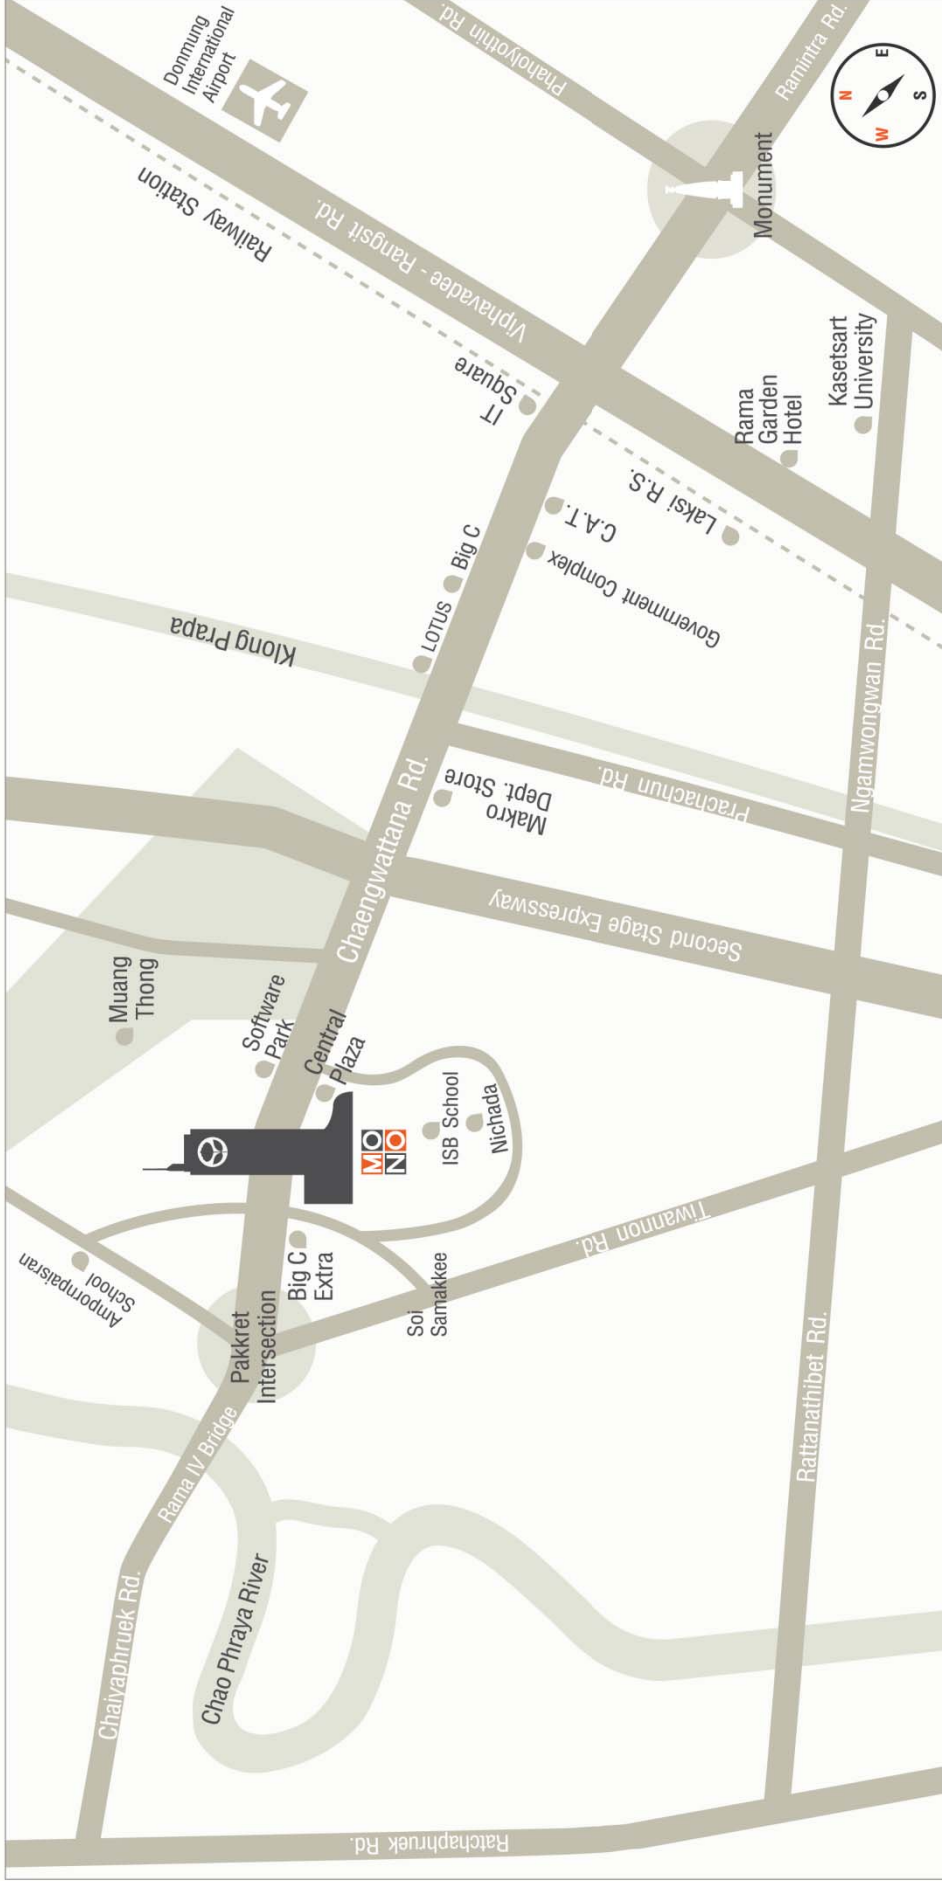 Ratchaphruek Rd.
Chaiyaphruek Rd.
Rama IV Bridge
Chao Phraya River
Pakkret
Intersection
Ampornpaisran
School
Big C
Extra
Soi
Samakkee
MO
NO
Muang
Thong
Software
Park
Central
Plaza
ISB School
Nichada
Tiwannon Rd.
Rattanathibet Rd.
Chaengwattana Rd.
Second Stage Expressway
Makro
Dept. Store
Prachachun Rd.
Klong Prapa
LOTUS
Big C
Government Complex
C.A.T.
Laksi R.S.
IT
Square
Ngamwongwan Rd.
Railway Station
Viphavadee - Rangsit Rd.
Donmung
International
Airport
Rama
Garden
Hotel
Kasetsart
University
Monument
Phaholyothin Rd.
Ramintra Rd.
N
E
S
W